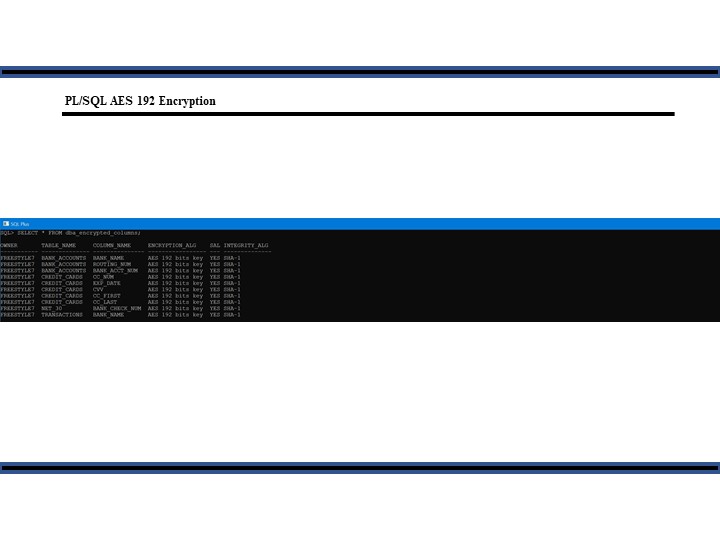 PL/SQL AES 192 Encryption
SQL Plus
SQL> SELECT * FROM dba_encrypted_columns;
OWNER TABLE_NAME COLUMN_NAME ENCRYPTION_ALG SAL INTEGRITY_ALG
---------- ------------- -------------- ---------------- --- -------------
FREESTYLE7 BANK_ACCOUNTS BANK_NAME AES 192 bits key YES SHA-1
FREESTYLE7 BANK_ACCOUNTS ROUTING_NUM AES 192 bits key YES SHA-1
FREESTYLE7 BANK_ACCOUNTS BANK_ACCT_NUM AES 192 bits key YES SHA-1
FREESTYLE7 CREDIT_CARDS CC_NUM AES 192 bits key YES SHA-1
FREESTYLE7 CREDIT_CARDS EXP_DATE AES 192 bits key YES SHA-1
FREESTYLE7 CREDIT_CARDS CVV AES 192 bits key YES SHA-1
FREESTYLE7 CREDIT_CARDS CC_FIRST AES 192 bits key YES SHA-1
FREESTYLE7 CREDIT_CARDS CC_LAST AES 192 bits key YES SHA-1
FREESTYLE7 NET_30 BANK_CHECK_NUM AES 192 bits key YES SHA-1
FREESTYLE7 TRANSACTIONS BANK_NAME AES 192 bits key YES SHA-1